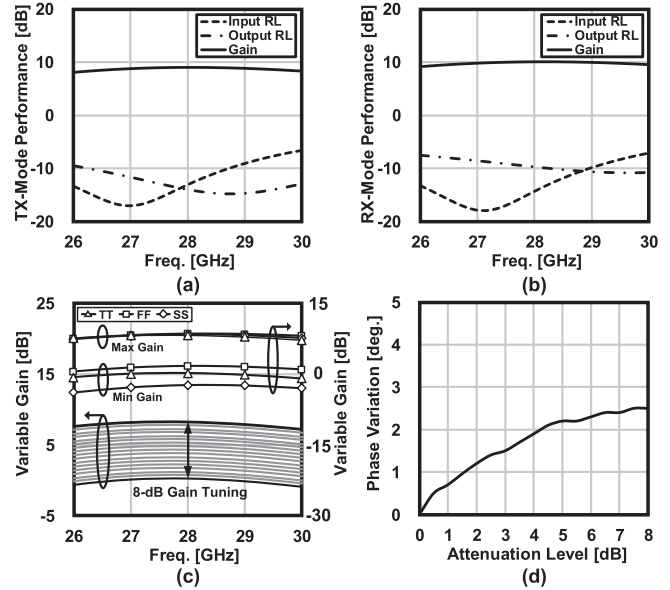 20
10
0
-10
-20
TX-Mode Performance [dB]
Input RL
Output RL
Gain
26 27 28 29 30
Freq. [GHz]
(a)
20
10
0
-10
-20
RX-Mode Performance [dB]
Input RL
Output RL
Gain
26 27 28 29 30
Freq. [GHz]
(b)
25
15
5
-5
Variable Gain [dB]
TT FF SS
Max Gain
Min Gain
8-dB Gain Tuning
15
0
-15
-30
Variable Gain [dB]
26 27 28 29 30
Freq. [GHz]
(c)
5
4
3
2
1
0
Phase Variation [deg.]
0 1 2 3 4 5 6 7 8
Attenuation Level [dB]
(d)